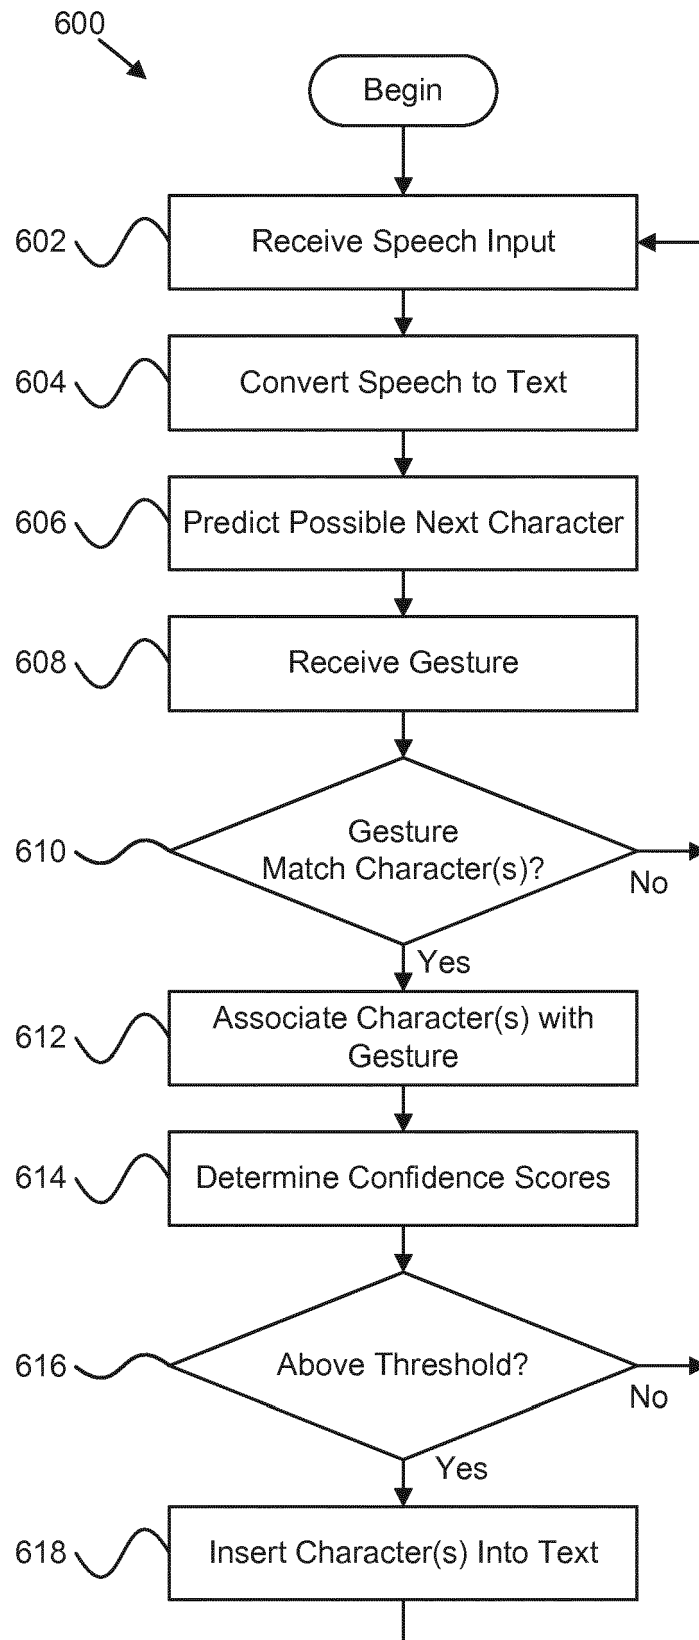 600
Begin
602
Receive Speech Input
604
Convert Speech to Text
606
Predict Possible Next Character
608
Receive Gesture
610
Gesture
Match Character(s)?
No
Yes
612
Associate Character(s) with
Gesture
614
Determine Confidence Scores
616
Above Threshold?
No
Yes
618
Insert Character(s) Into Text